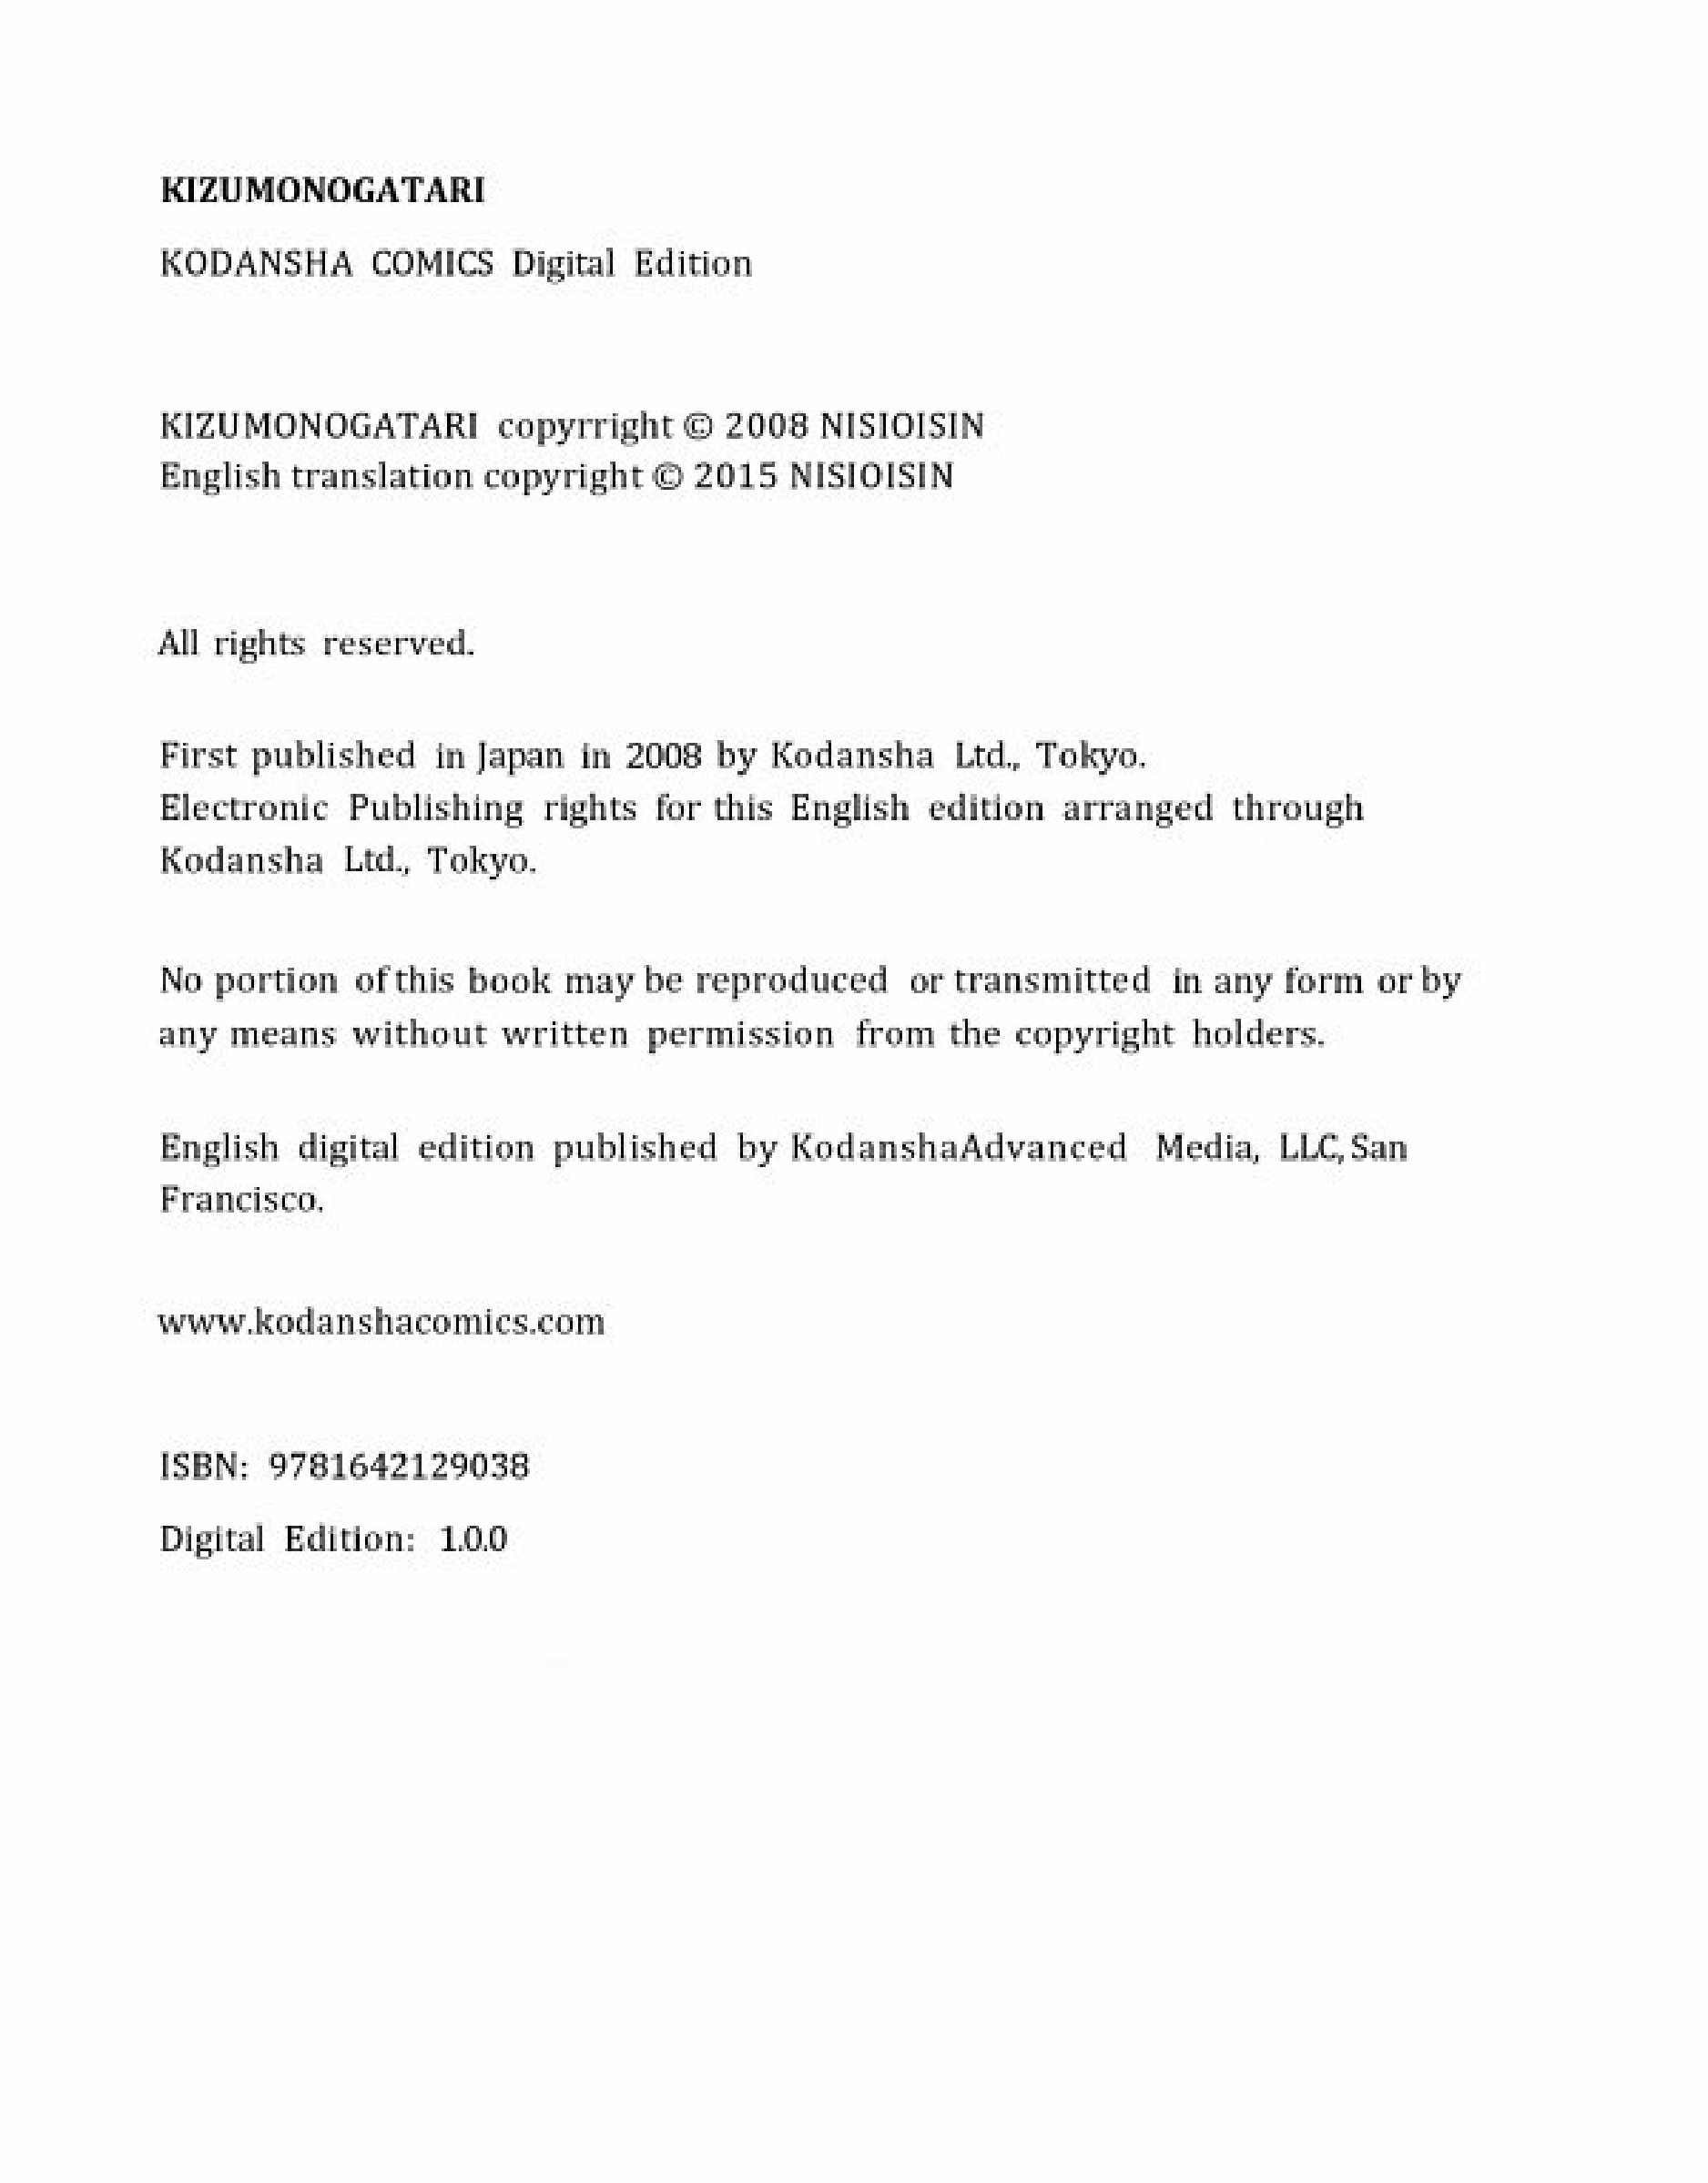 KIZUMONOGATARI
KODANSHA COMICS Digital Edition
KIZUMONOGATARI copyrright © 2008 NISIOISIN
English translation copyright © 2015 NISIOISIN
All rights reserved.
First published in Japan in 2008 by Kodansha Ltd., Tokyo.
Electronic Publishing rights for this English edition arranged through
Kodansha Ltd., Tokyo.
No portion of this book may be reproduced or transmitted in any form or by
any means without written permission from the copyright holders.
English digital edition published by KodanshaAdvanced Media, LLC, San
Francisco.
www.kodanshacomics.com
ISBN: 9781642129038
Digital Edition: 1.0.0